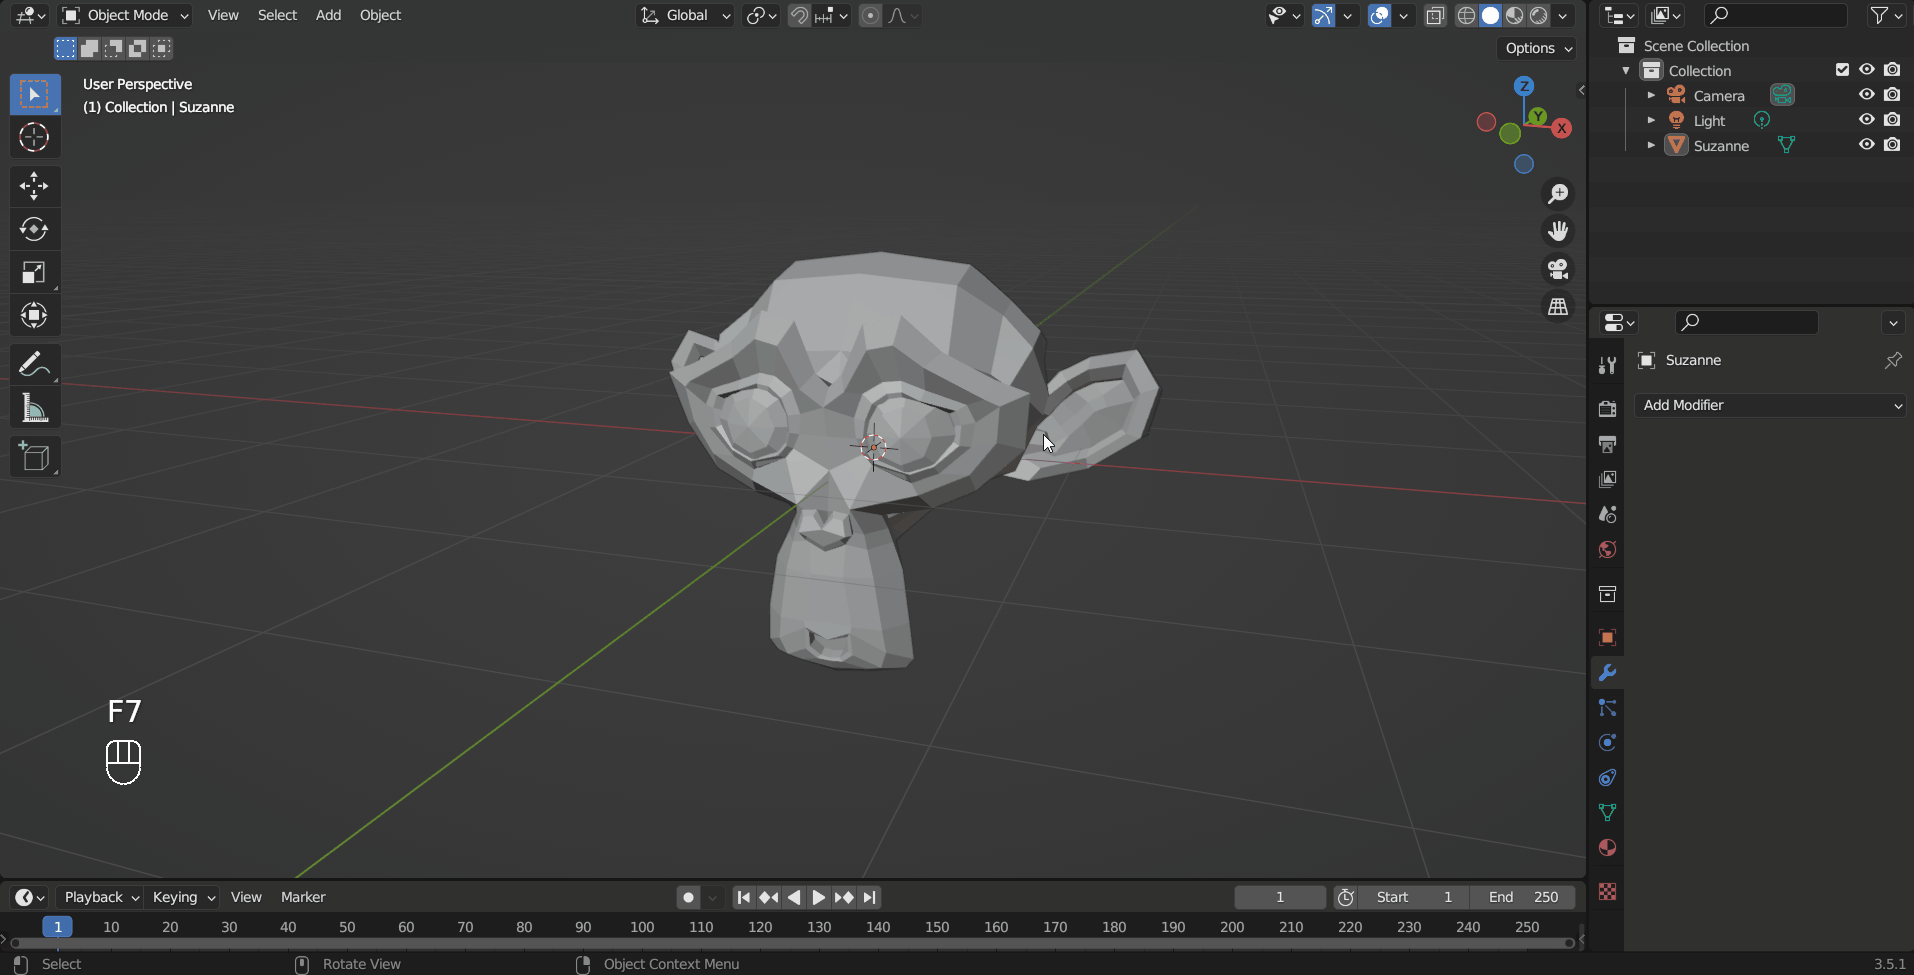 Object Mode View Select Add Object Global
Options
User Perspective
(1) Collection | Suzanne
Z
Y
X
F7
Scene Collection
Collection
Camera
Light
Suzanne
Suzanne
Add Modifier
Playback Keying View Marker 1 Start 1 End 250
1 10 20 30 40 50 60 70 80 90 100 110 120 130 140 150 160 170 180 190 200 210 220 230 240 250
Select Rotate View Object Context Menu 3.5.1